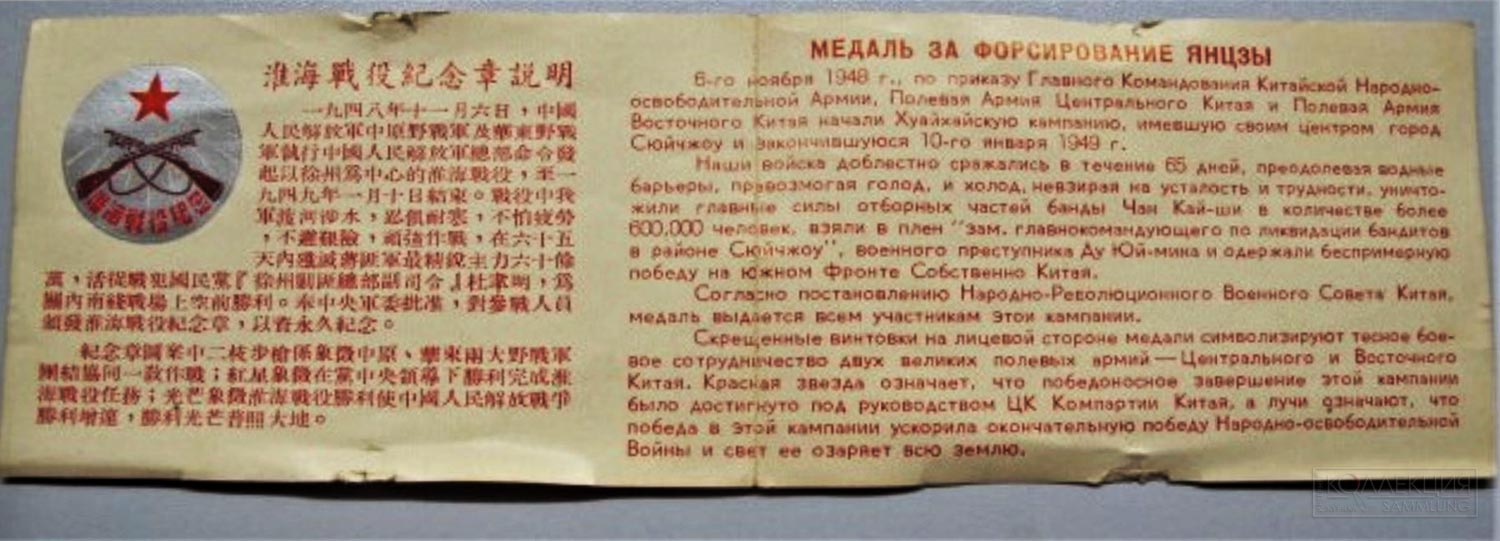 淮海戰役紀念章説明
一九四八年十一月六日，中國
人民解放軍中原野戰軍及華東野戰
軍執行中國人民解放軍總部命令發
起以徐州爲中心的淮海戰役，至一
九四九年一月十日結束。戰役中我
軍
，忍飢耐寒，不怕疲勞
，不避艱險，頑強作戰，在六十五
天內殲滅蔣匪軍最精銳主力六十餘
萬，活捉戰犯國民黨『徐州剿匪總部副司令』杜聿明，爲
國內南綫戰場上空前勝利。奉中央軍委批准，對參戰人員
頒發淮海戰役紀念章，以資永久紀念。
紀念章圖案中二枝步槍係象徵中原、華東兩大野戰軍
團結協同一致作戰；紅星象徵在黨中央領導下勝利完成淮
海戰役任務；光芒象徵淮海戰役勝利使中國人民解放戰爭
勝利增速，勝利光芒普照大地。
淮海戰役紀念
МЕДАЛЬ ЗА ФОРСИРОВАНИЕ ЯНЦЗЫ
6-го ноября 1948 г., по приказу Главного Командования Китайской Народно-
освободительной Армии, Полевая Армия Центрального Китая и Полевая Армия
Восточного Китая начали Хуайхайскую кампанию, имевшую своим центром город
Сюйчжоу и закончившуюся 10-го января 1949 г.
Наши войска доблестно сражались в течение 65 дней, преодолевая водные
барьеры, превозмогая голод, и холод, невзирая на усталость и трудности, уничто-
жили главные силы отборных частей банды Чан Кай-ши в количестве более
600.000 человек, взяли в плен "зам. главнокомандующего по ликвидации бандитов
в районе Сюйчжоу", военного преступника Ду Юй-мина и одержали беспримерную
победу на южном Фронте Собственно Китая.
Согласно постановлению Народно-Революционного Военного Совета Китая,
медаль выдается всем участникам этой кампании.
Скрещенные винтовки на лицевой стороне медали символизируют тесное бое-
вое сотрудничество двух великих полевых армий — Центрального и Восточного
Китая. Красная звезда означает, что победоносное завершение этой кампании
было достигнуто под руководством ЦК Компартии Китая, а лучи означают, что
победа в этой кампании ускорила окончательную победу Народно-освободительной
Войны и свет ее озаряет всю землю.
КОЛЛЕКЦИЯ
SAMMLUNG